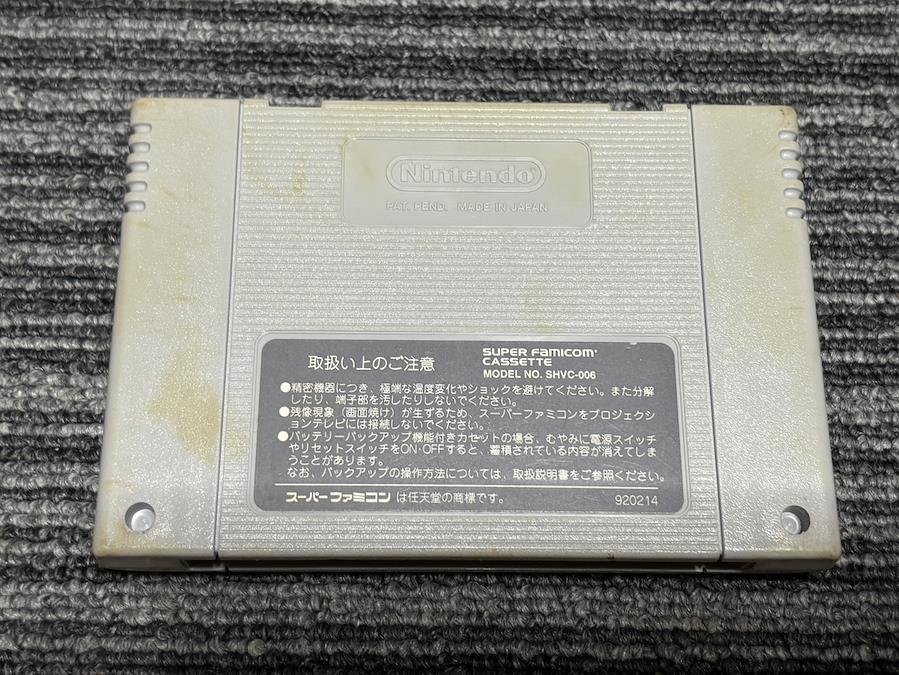 Nintendo®
PAT. PEND. MADE IN JAPAN
取扱い上のご注意
SUPER FAMICOM®
CASSETTE
MODEL NO. SHVC-006
●精密機器につき、極端な温度変化やショックを避けてください。また分解
したり、端子部を汚したりしないでください。
●残像現象(画面焼け)が生ずるため、スーパーファミコンをプロジェクシ
ョンテレビには接続しないでください。
●バッテリーバックアップ機能付きカセットの場合、むやみに電源スイッチ
やリセットスイッチをON・OFFすると、蓄積されている内容が消えてしま
うことがあります。
なお、バックアップの操作方法については、取扱説明書をご参照ください。
スーパーファミコンは任天堂の商標です。
920214